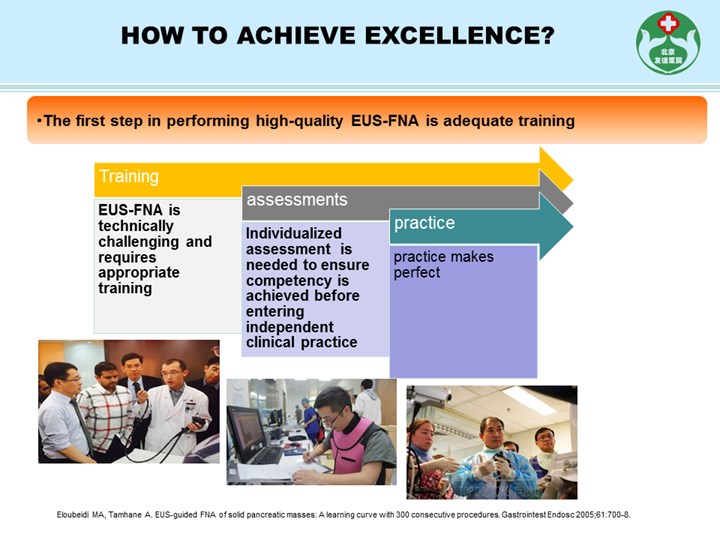 HOW TO ACHIEVE EXCELLENCE?
北京
友谊医院
•The first step in performing high-quality EUS-FNA is adequate training
Training
EUS-FNA is
technically
challenging and
requires
appropriate
training
assessments
Individualized
assessment is
needed to ensure
competency is
achieved before
entering
independent
clinical practice
practice
practice makes
perfect
Eloubeidi MA, Tamhane A. EUS-guided FNA of solid pancreatic masses: A learning curve with 300 consecutive procedures. Gastrointest Endosc 2005;61:700-8.